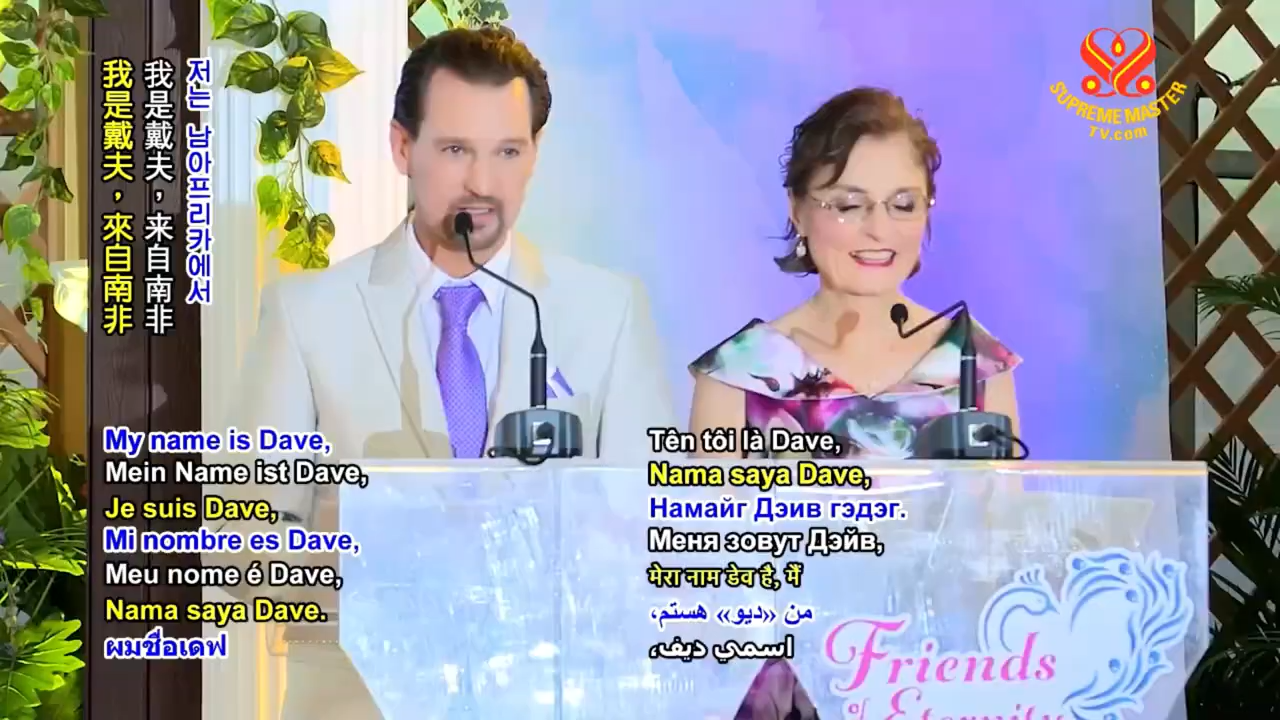 我是戴夫，來自南非
我是戴夫，来自南非
저는 남아프리카에서
SUPREME MASTER
TV.com
My name is Dave,
Mein Name ist Dave,
Je suis Dave,
Mi nombre es Dave,
Meu nome é Dave,
Nama saya Dave.
ผมชื่อเดฟ
Tên tôi là Dave,
Nama saya Dave,
Намайг Дэив гэдэг.
Меня зовут Дэйв,
मेरा नाम डेव है, मैं
من «دیو» هستم،
اسمي ديف،
Friends
of Eternity